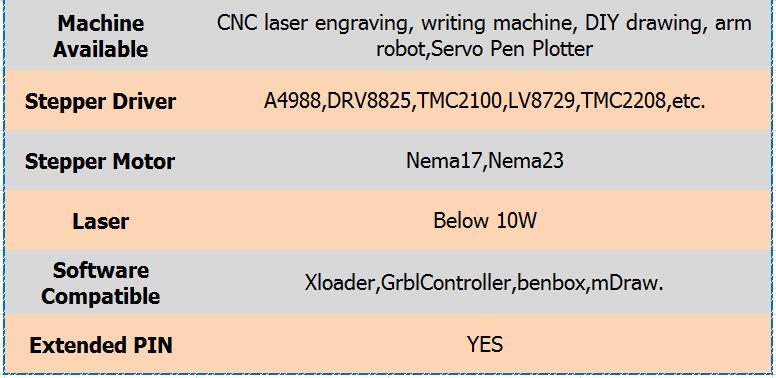 Machine Available
CNC laser engraving, writing machine, DIY drawing, arm
robot,Servo Pen Plotter
Stepper Driver
A4988,DRV8825,TMC2100,LV8729,TMC2208,etc.
Stepper Motor
Nema17,Nema23
Laser
Below 10W
Software
Compatible
Xloader,GrblController,benbox,mDraw.
Extended PIN
YES